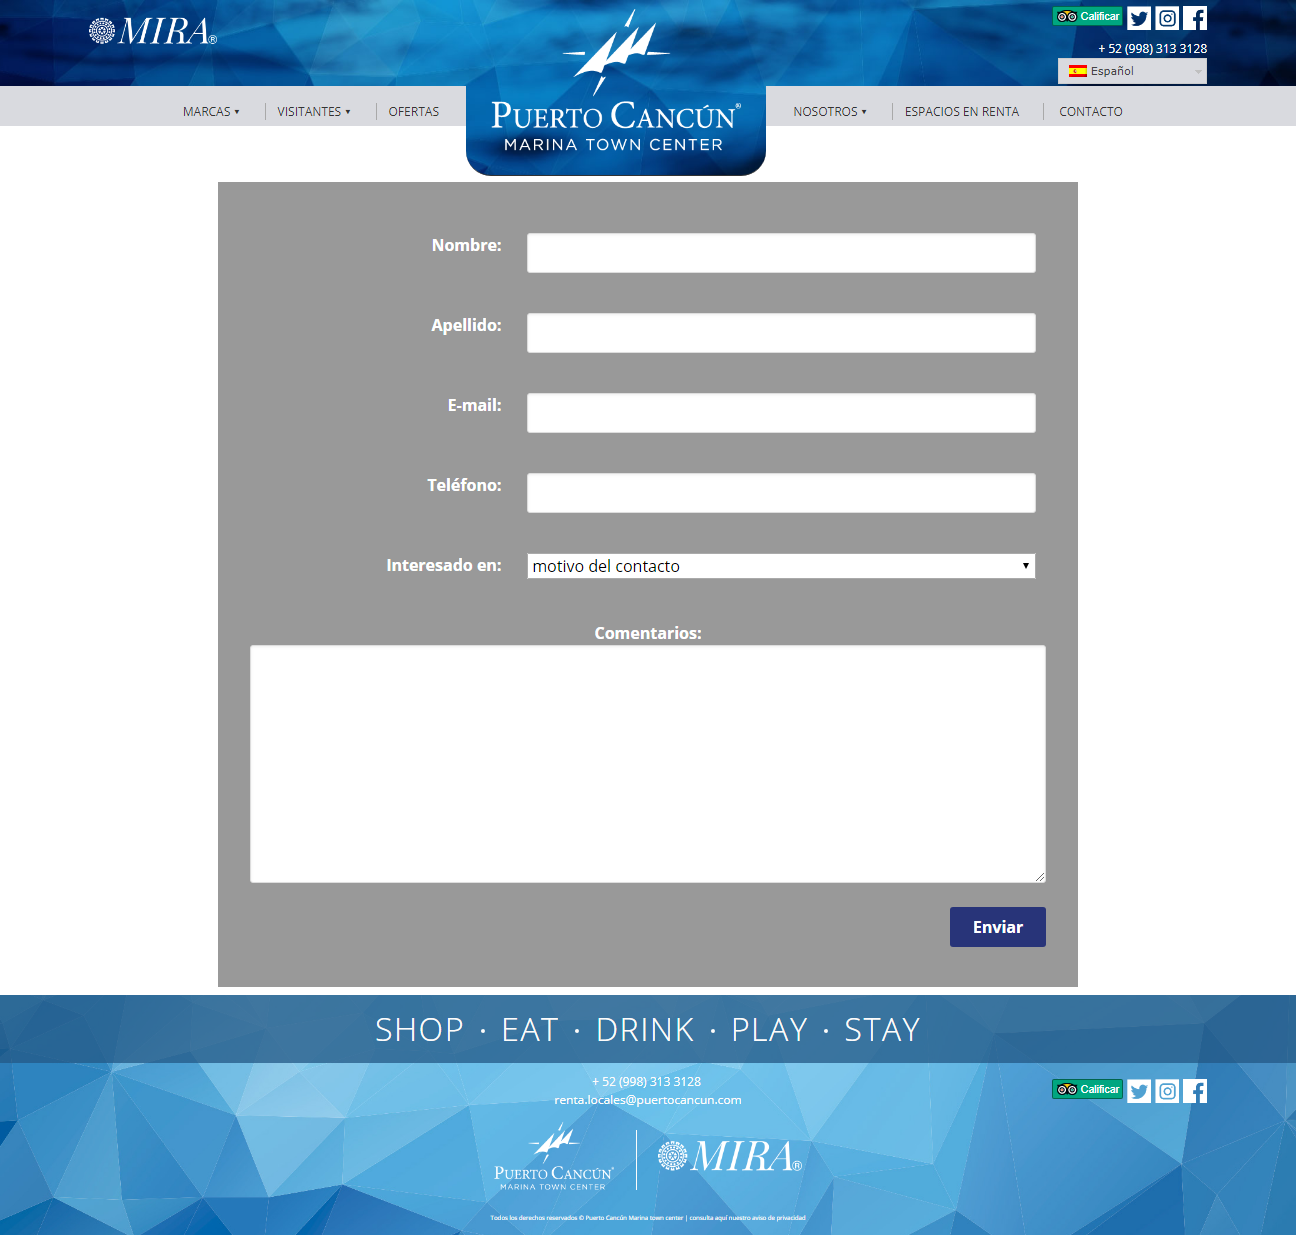 MIRA®
Calificar
+ 52 (998) 313 3128
Español
MARCAS ▾
VISITANTES ▾
OFERTAS
PUERTO CANCÚN®
MARINA TOWN CENTER
NOSOTROS ▾
ESPACIOS EN RENTA
CONTACTO
Nombre:
Apellido:
E-mail:
Teléfono:
Interesado en:
motivo del contacto
Comentarios:
Enviar
SHOP · EAT · DRINK · PLAY · STAY
+ 52 (998) 313 3128
renta.locales@puertocancun.com
Calificar
PUERTO CANCÚN®
MARINA TOWN CENTER
MIRA®
Todos los derechos reservados © Puerto Cancún Marina town center | consulta aquí nuestro aviso de privacidad